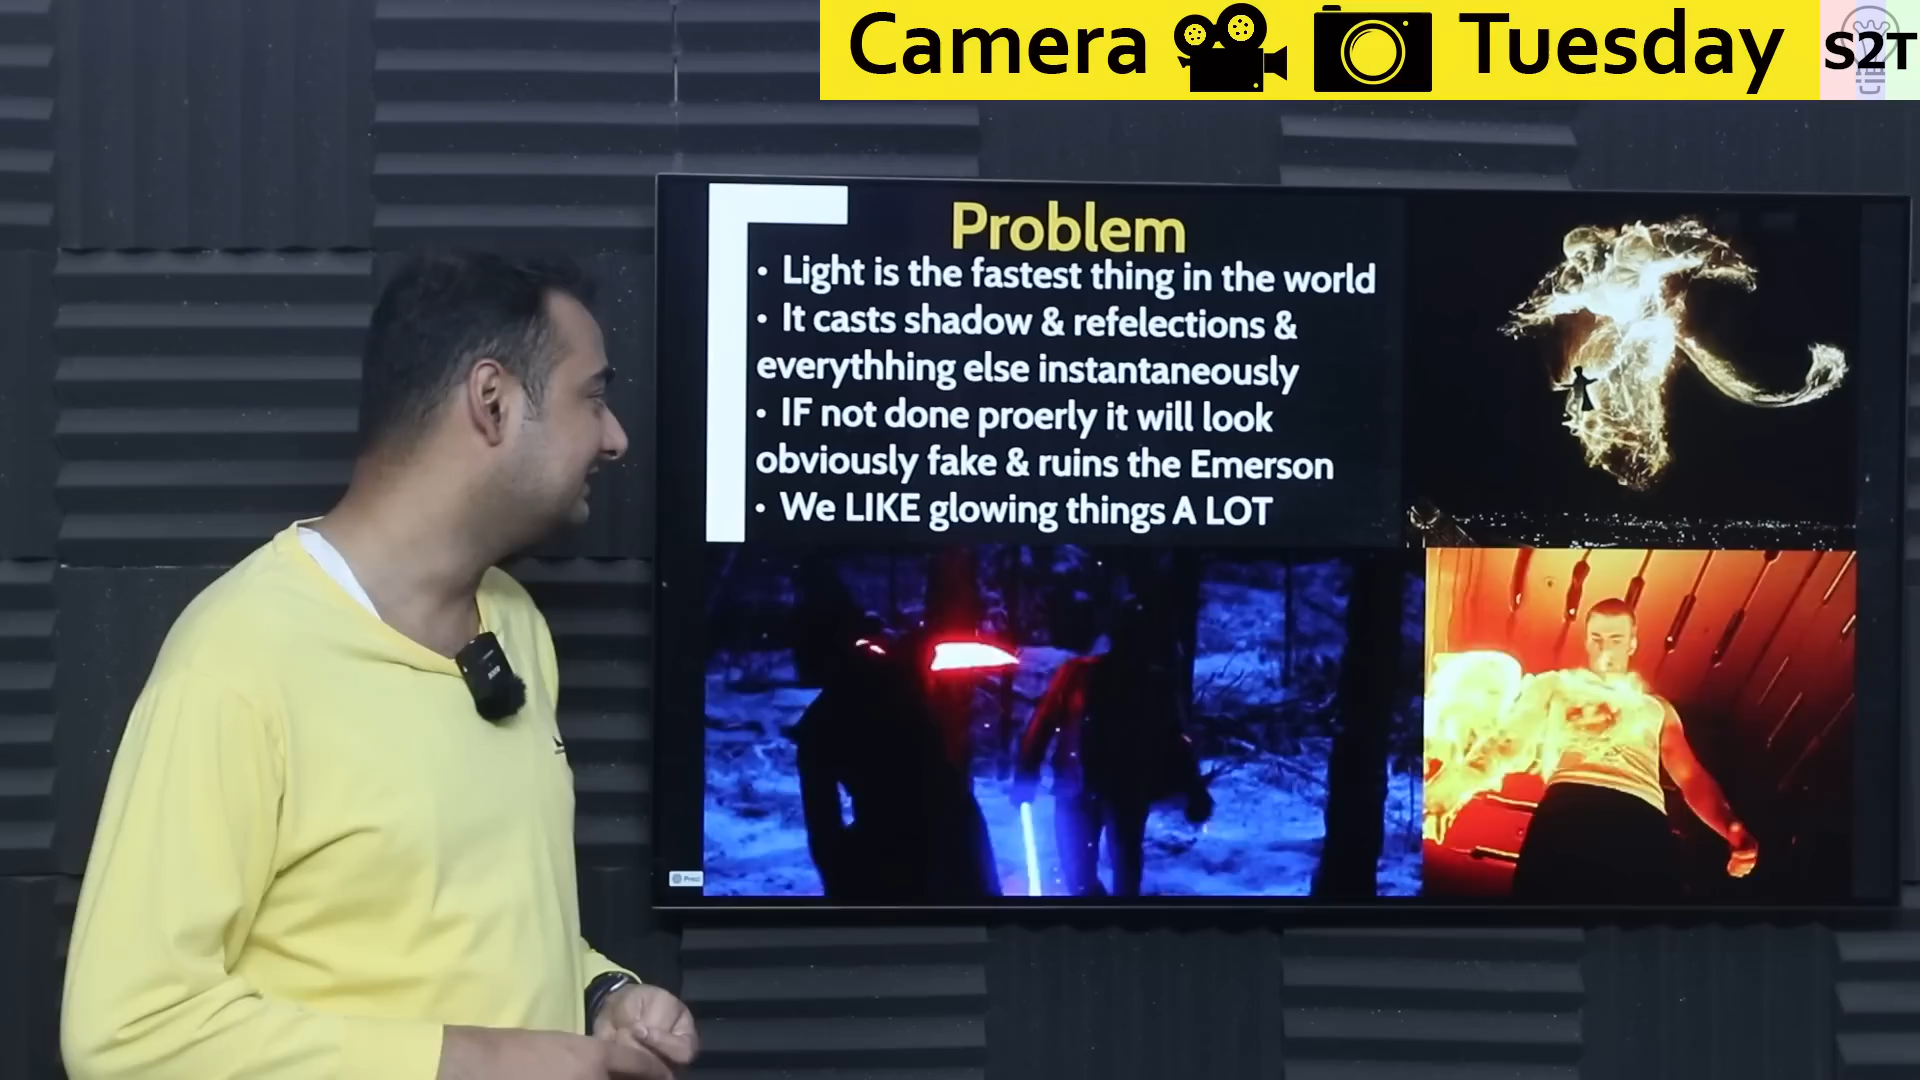 Camera Tuesday
S2T
Problem
• Light is the fastest thing in the world
• It casts shadow & refelections &
everythhing else instantaneously
• IF not done proerly it will look
obviously fake & ruins the Emerson
• We LIKE glowing things A LOT
Prezi